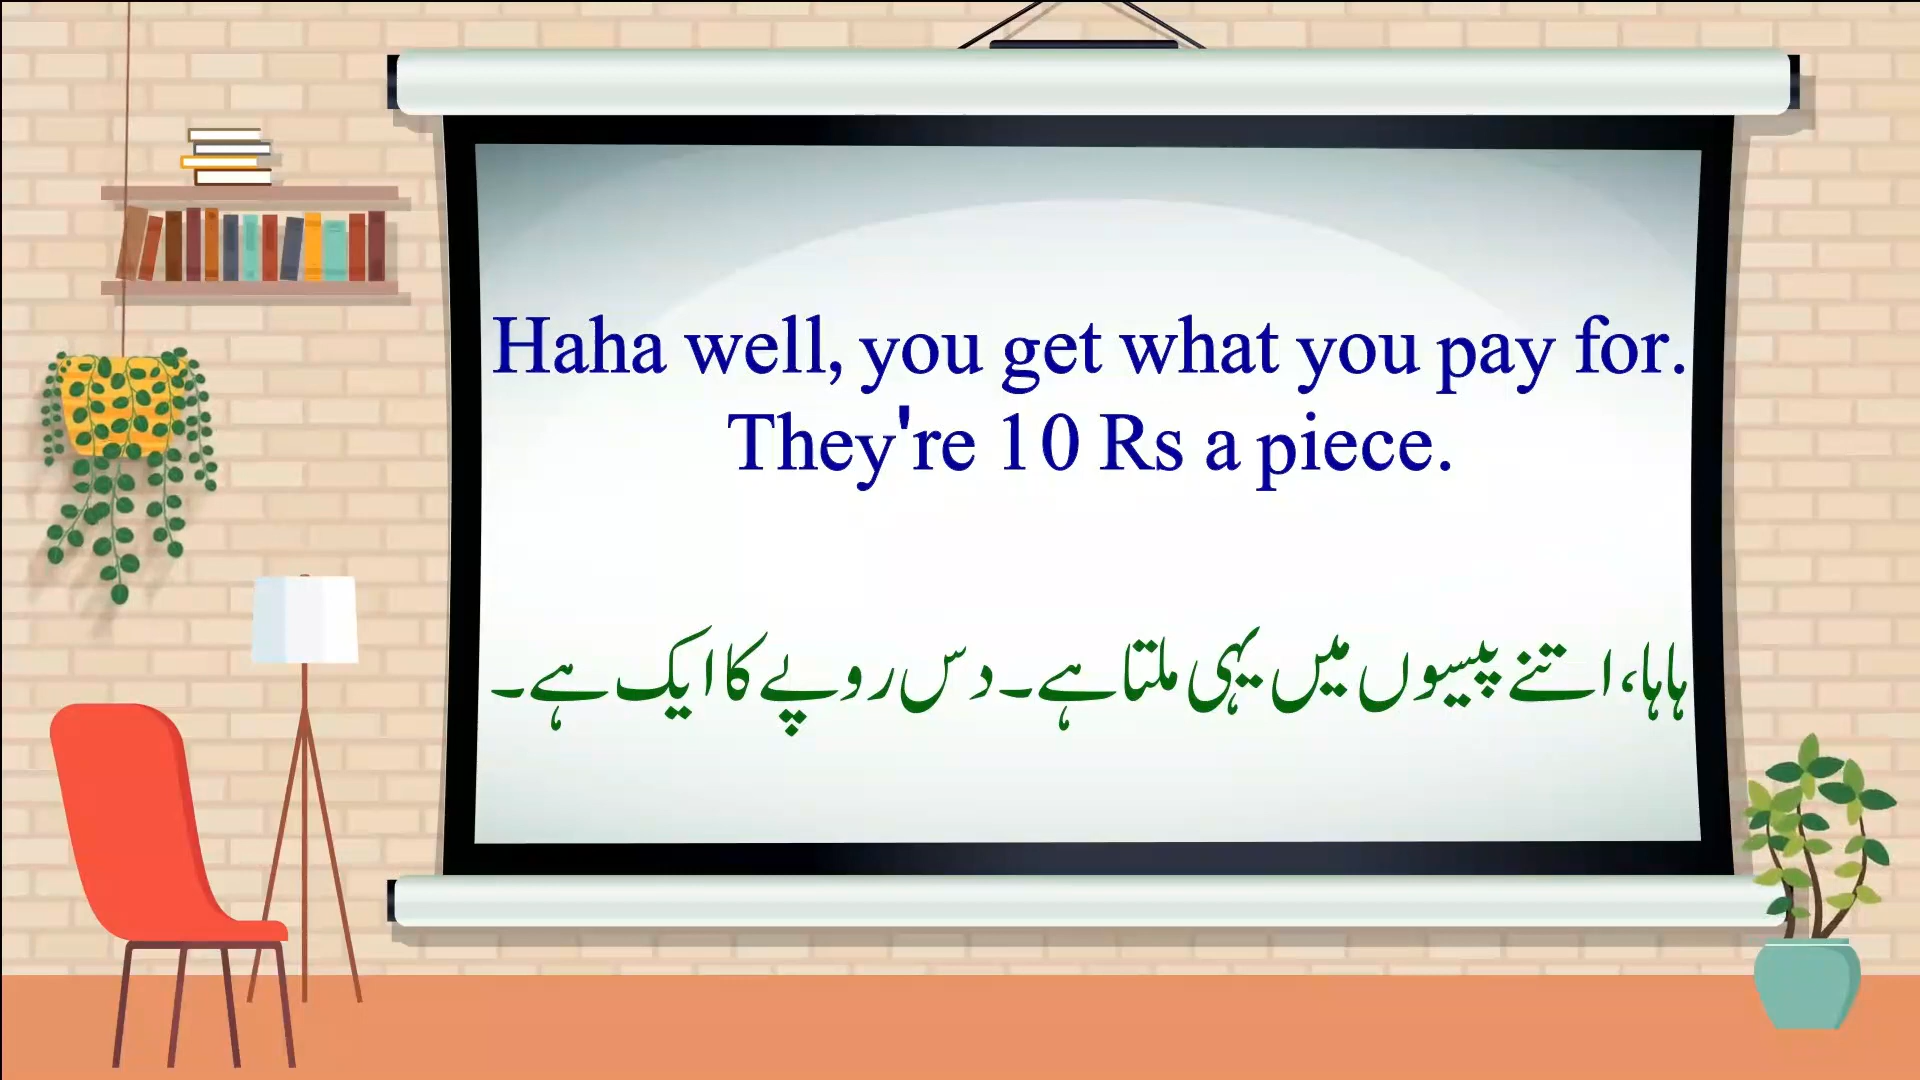 Haha well, you get what you pay for.
They're 10 Rs a piece.
ہاہا، اتنے پیسوں میں یہی ملتا ہے۔ دس روپے کا ایک ہے۔